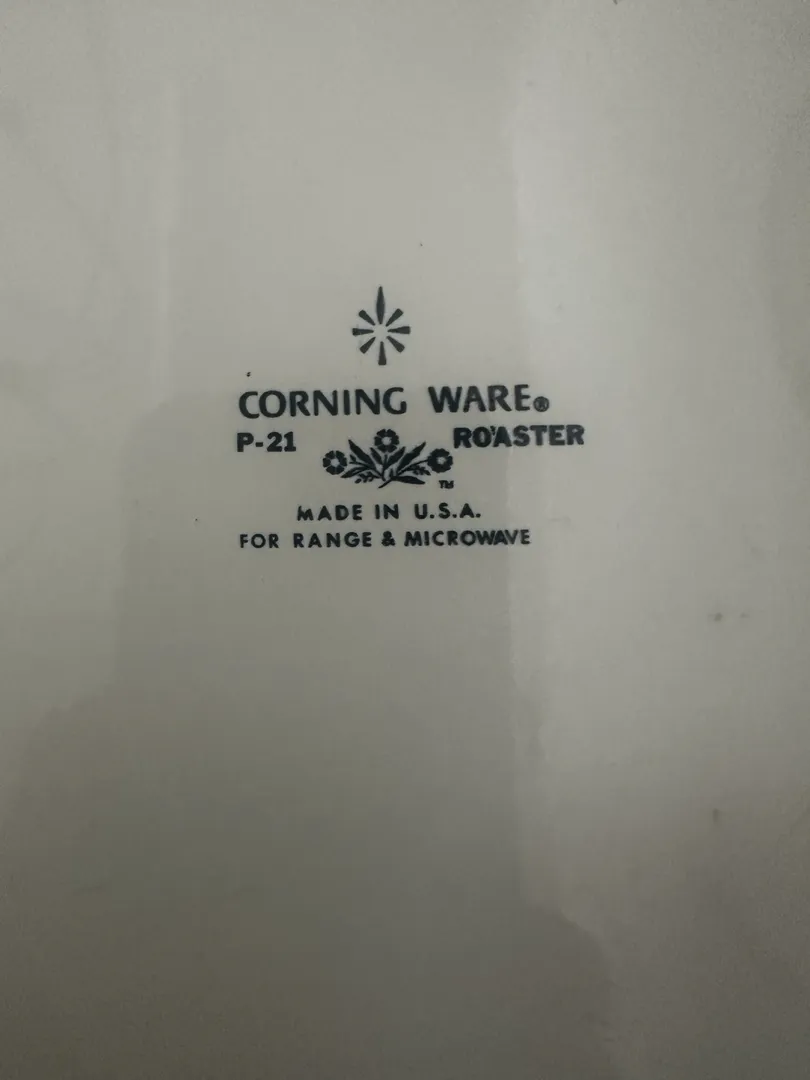 CORNING WARE®
P-21 ROASTER
TM
MADE IN U.S.A.
FOR RANGE & MICROWAVE